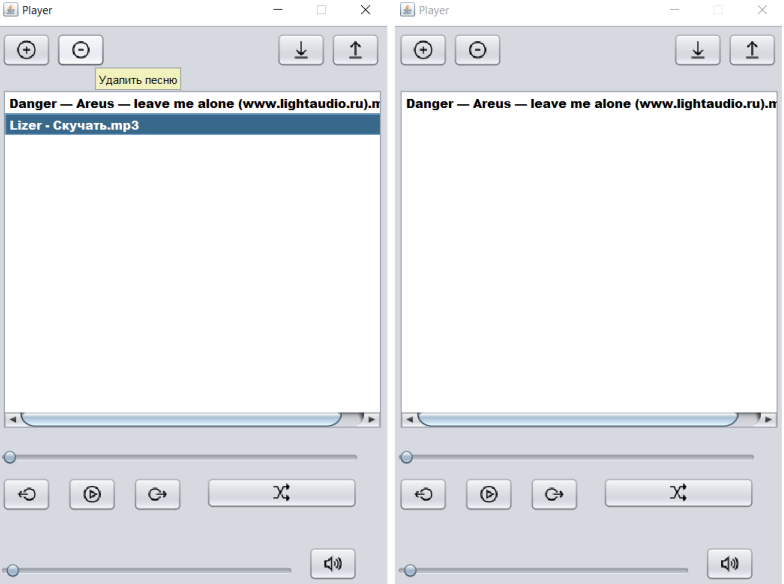 Player
Удалить песню
Danger — Areus — leave me alone (www.lightaudio.ru).m
Lizer - Скучать.mp3
Player
Danger — Areus — leave me alone (www.lightaudio.ru).m